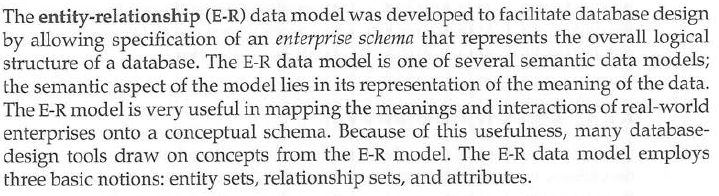 The entity-relationship (E-R) data model was developed to facilitate database design
by allowing specification of an enterprise schema that represents the overall logical
structure of a database. The E-R data model is one of several semantic data models;
the semantic aspect of the model lies in its representation of the meaning of the data.
The E-R model is very useful in mapping the meanings and interactions of real-world
enterprises onto a conceptual schema. Because of this usefulness, many database-
design tools draw on concepts from the E-R model. The E-R data model employs
three basic notions: entity sets, relationship sets, and attributes.